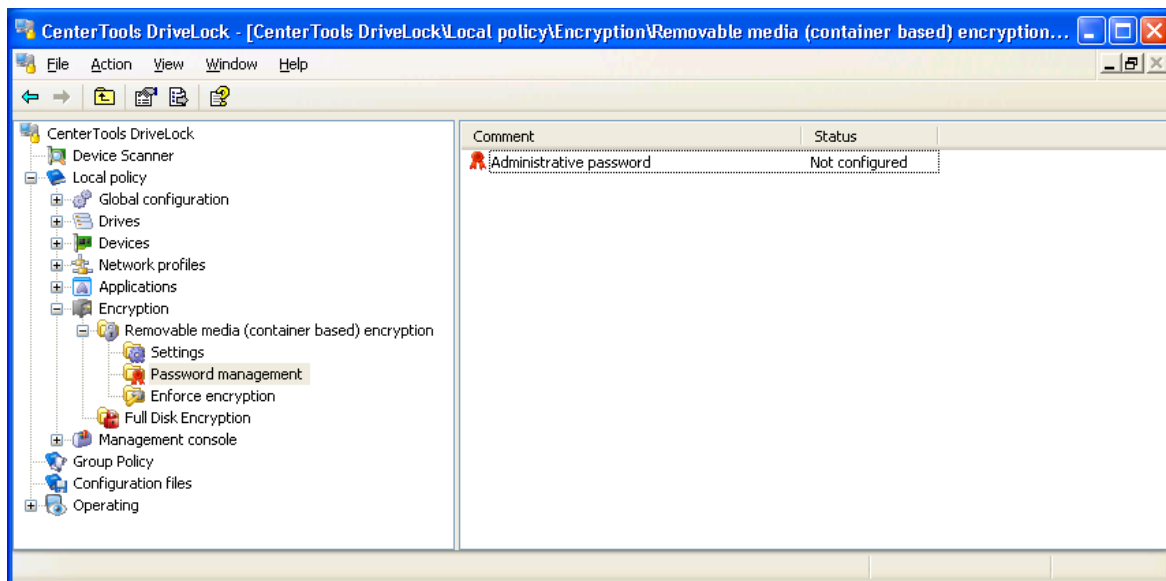 CenterTools DriveLock - [CenterTools DriveLock\Local policy\Encryption\Removable media (container based) encryption...
File Action View Window Help
CenterTools DriveLock
Device Scanner
Local policy
Global configuration
Drives
Devices
Network profiles
Applications
Encryption
Removable media (container based) encryption
Settings
Password management
Enforce encryption
Full Disk Encryption
Management console
Group Policy
Configuration files
Operating
Comment Status
Administrative password Not configured